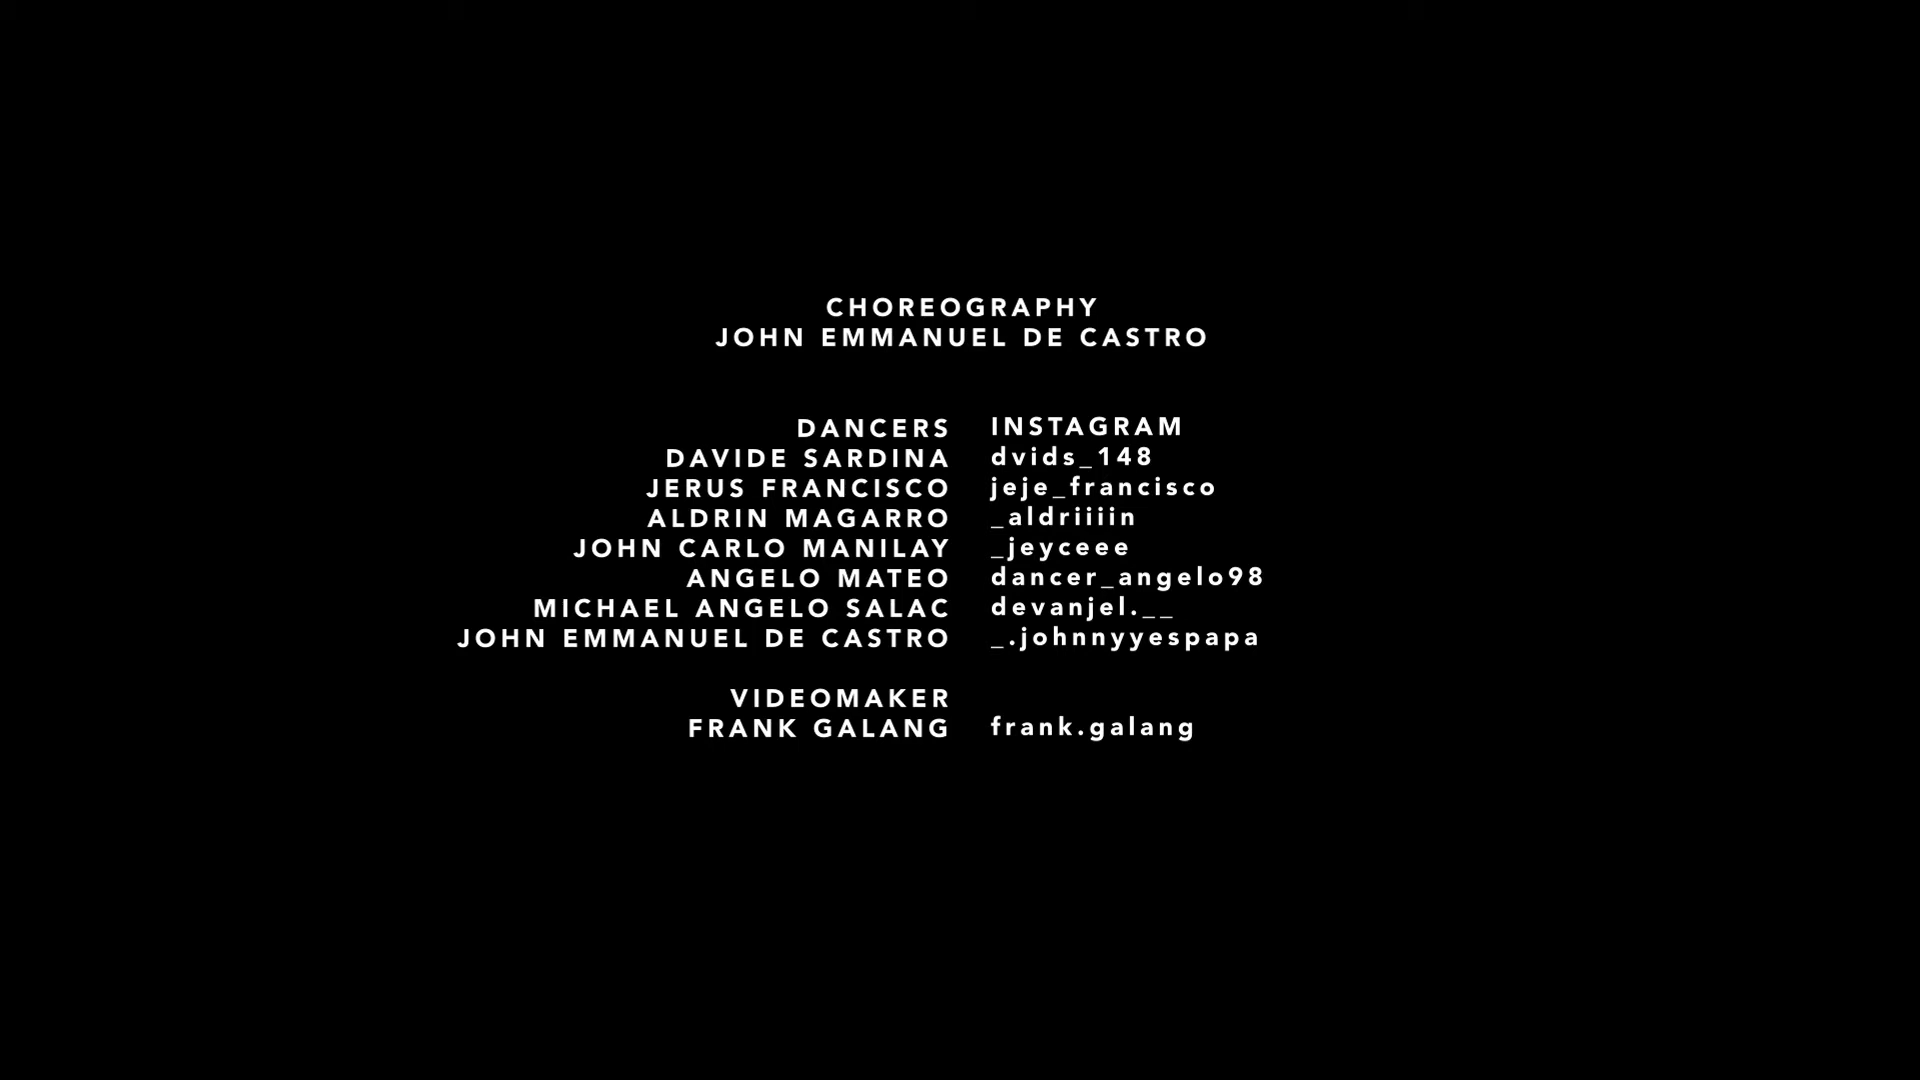 CHOREOGRAPHY
JOHN EMMANUEL DE CASTRO
DANCERS INSTAGRAM
DAVIDE SARDINA dvids_148
JERUS FRANCISCO jeje_francisco
ALDRIN MAGARRO _aldriiiin
JOHN CARLO MANILAY _jeyceee
ANGELO MATEO dancer_angelo98
MICHAEL ANGELO SALAC devanjel.__
JOHN EMMANUEL DE CASTRO _.johnnyyespapa
VIDEOMAKER
FRANK GALANG frank.galang